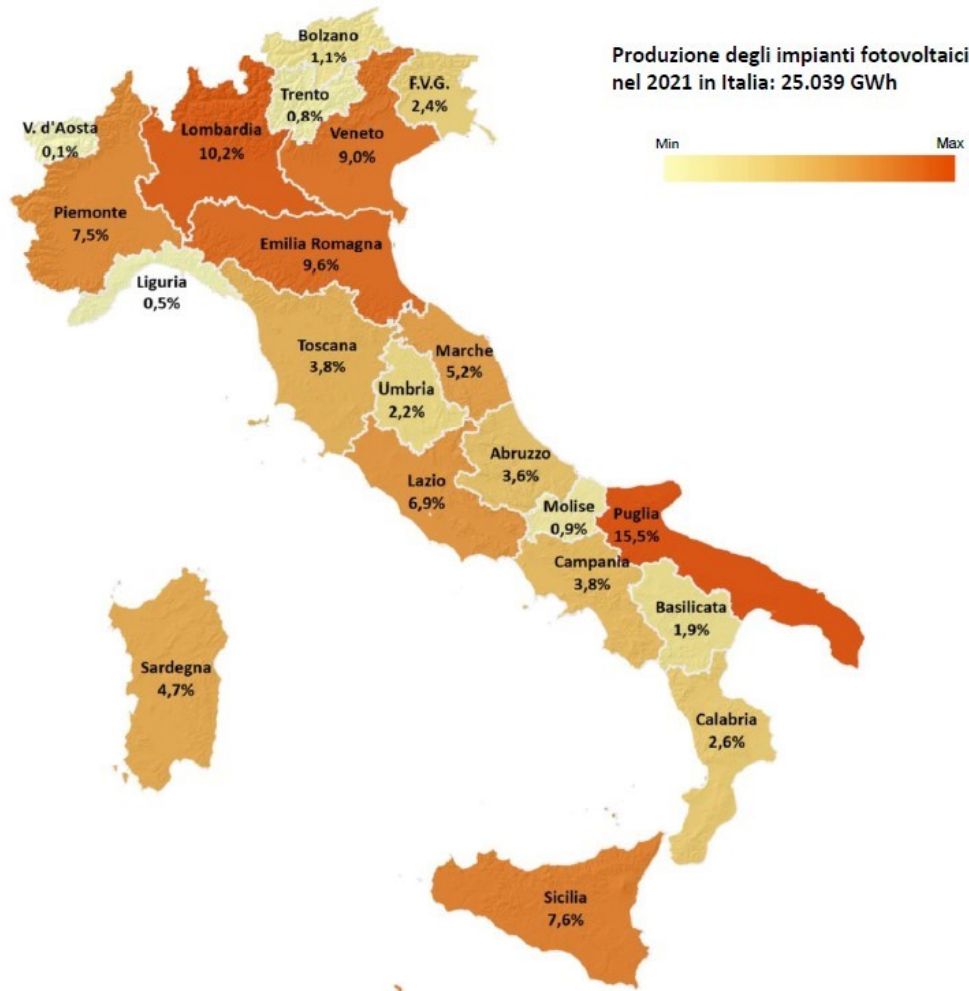 Bolzano
1,1%
Produzione degli impianti fotovoltaici
nel 2021 in Italia: 25.039 GWh
F.V.G.
2,4%
Trento
0,8%
V. d'Aosta
0,1%
Lombardia
10,2%
Veneto
9,0%
Min
Max
Piemonte
7,5%
Emilia Romagna
9,6%
Liguria
0,5%
Toscana
3,8%
Marche
5,2%
Umbria
2,2%
Abruzzo
3,6%
Lazio
6,9%
Molise
0,9%
Puglia
15,5%
Campania
3,8%
Basilicata
1,9%
Sardegna
4,7%
Calabria
2,6%
Sicilia
7,6%